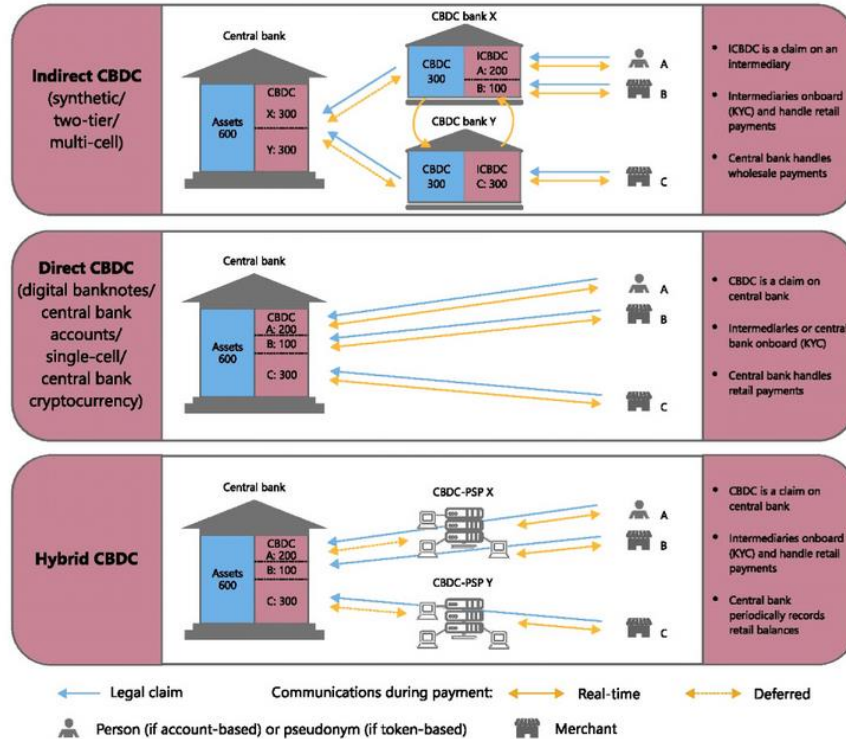 Indirect CBDC
(synthetic/
two-tier/
multi-cell)
Central bank
Assets
600
CBDC
X: 300
Y: 300
CBDC bank X
CBDC
300
ICBDC
A: 200
B: 100
CBDC bank Y
CBDC
300
ICBDC
C: 300
A
B
C
• ICBDC is a claim on an
intermediary
• Intermediaries onboard
(KYC) and handle retail
payments
• Central bank handles
wholesale payments
Direct CBDC
(digital banknotes/
central bank
accounts/
single-cell/
central bank
cryptocurrency)
Central bank
Assets
600
CBDC
A: 200
B: 100
C: 300
A
B
C
• CBDC is a claim on
central bank
• Intermediaries or central
bank onboard (KYC)
• Central bank handles
retail payments
Hybrid CBDC
Central bank
Assets
600
CBDC
A: 200
B: 100
C: 300
CBDC-PSP X
CBDC-PSP Y
A
B
C
• CBDC is a claim on
central bank
• Intermediaries onboard
(KYC) and handle retail
payments
• Central bank
periodically records
retail balances
Legal claim
Communications during payment:
Real-time
Deferred
Person (if account-based) or pseudonym (if token-based)
Merchant